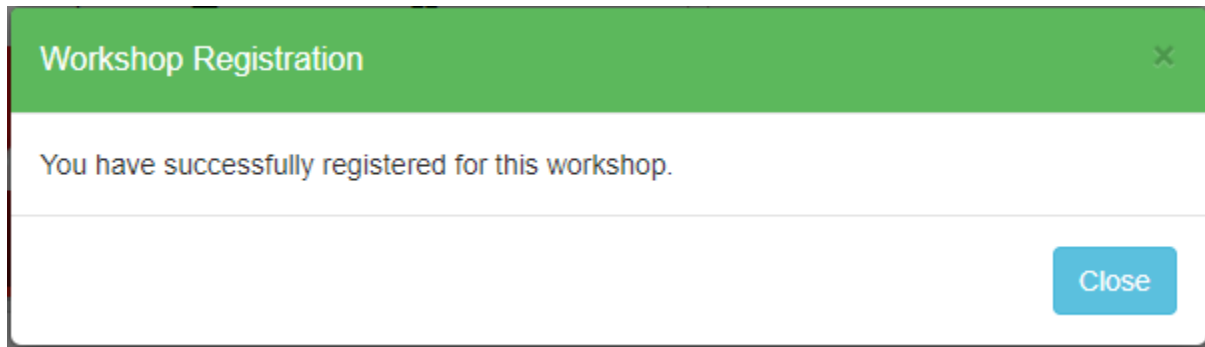 Workshop Registration ×
You have successfully registered for this workshop.
Close